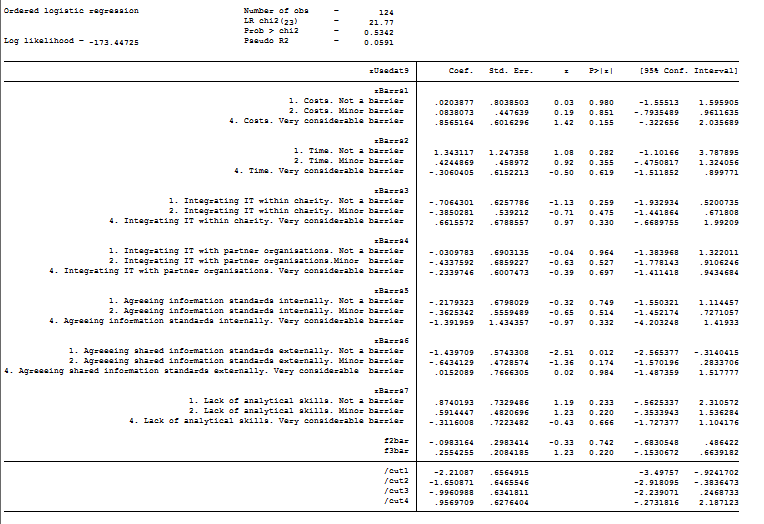 Ordered logistic regression Number of obs = 124
LR chi2(23) = 21.77
Prob > chi2 = 0.5342
Log likelihood = -173.44725 Pseudo R2 = 0.0591
zUsedat9 Coef. Std. Err. z P>|z| [95% Conf. Interval]
zBarra1
1. Costs. Not a barrier .0203877 .8038503 0.03 0.980 -1.55513 1.595905
2. Costs. Minor barrier .0838073 .447639 0.19 0.851 -.7935489 .9611635
4. Costs. Very considerable barrier .8565164 .6016296 1.42 0.155 -.322656 2.035689
zBarra2
1. Time. Not a barrier 1.343117 1.247358 1.08 0.282 -1.10166 3.787895
2. Time. Minor barrier .4244869 .458972 0.92 0.355 -.4750817 1.324056
4. Time. Very considerable barrier -.3060405 .6152213 -0.50 0.619 -1.511852 .899771
zBarra3
1. Integrating IT within charity. Not a barrier -.7064301 .6257786 -1.13 0.259 -1.932934 .5200735
2. Integrating IT within charity. Minor barrier -.3850281 .539212 -0.71 0.475 -1.441864 .671808
4. Integrating IT within charity. Very considerable barrier .6615572 .6788557 0.97 0.330 -.6689755 1.99209
zBarra4
1. Integrating IT with partner organisations. Not a barrier -.0309783 .6903135 -0.04 0.964 -1.383968 1.322011
2. Integrating IT with partner organisations.Minor barrier -.4337592 .6859227 -0.63 0.527 -1.778143 .9106246
4. Integrating IT with partner organisations. Very considerable barrier -.2339746 .6007473 -0.39 0.697 -1.411418 .9434684
zBarra5
1. Agreeing information standards internally. Not a barrier -.2179323 .6798029 -0.32 0.749 -1.550321 1.114457
2. Agreeing information standards internally. Minor barrier -.3625342 .5559489 -0.65 0.514 -1.452174 .7271057
4. Agreeing information standards internally. Very considerable barrier -1.391959 1.434357 -0.97 0.332 -4.203248 1.41933
zBarra6
1. Agreeeing shared information standards externally. Not a barrier -1.439709 .5743308 -2.51 0.012 -2.565377 -.3140415
2. Agreeeing shared information standards externally. Minor barrier -.6434129 .4728574 -1.36 0.174 -1.570196 .2833706
4. Agreeeing shared information standards externally. Very considerable barrier .0152089 .7666305 0.02 0.984 -1.487359 1.517777
zBarra7
1. Lack of analytical skills. Not a barrier .8740193 .7329486 1.19 0.233 -.5625337 2.310572
2. Lack of analytical skills. Minor barrier .5914447 .4820696 1.23 0.220 -.3533943 1.536284
4. Lack of analytical skills. Very considerable barrier -.3116008 .7223482 -0.43 0.666 -1.727377 1.104176
f2bar -.0983164 .2983414 -0.33 0.742 -.6830548 .486422
f3bar .2554255 .2084185 1.23 0.220 -.1530672 .6639182
/cut1 -2.21087 .6564915 -3.49757 -.9241702
/cut2 -1.650871 .6465546 -2.918095 -.3836473
/cut3 -.9960988 .6341811 -2.239071 .2468733
/cut4 .9569709 .6276404 -.2731816 2.187123